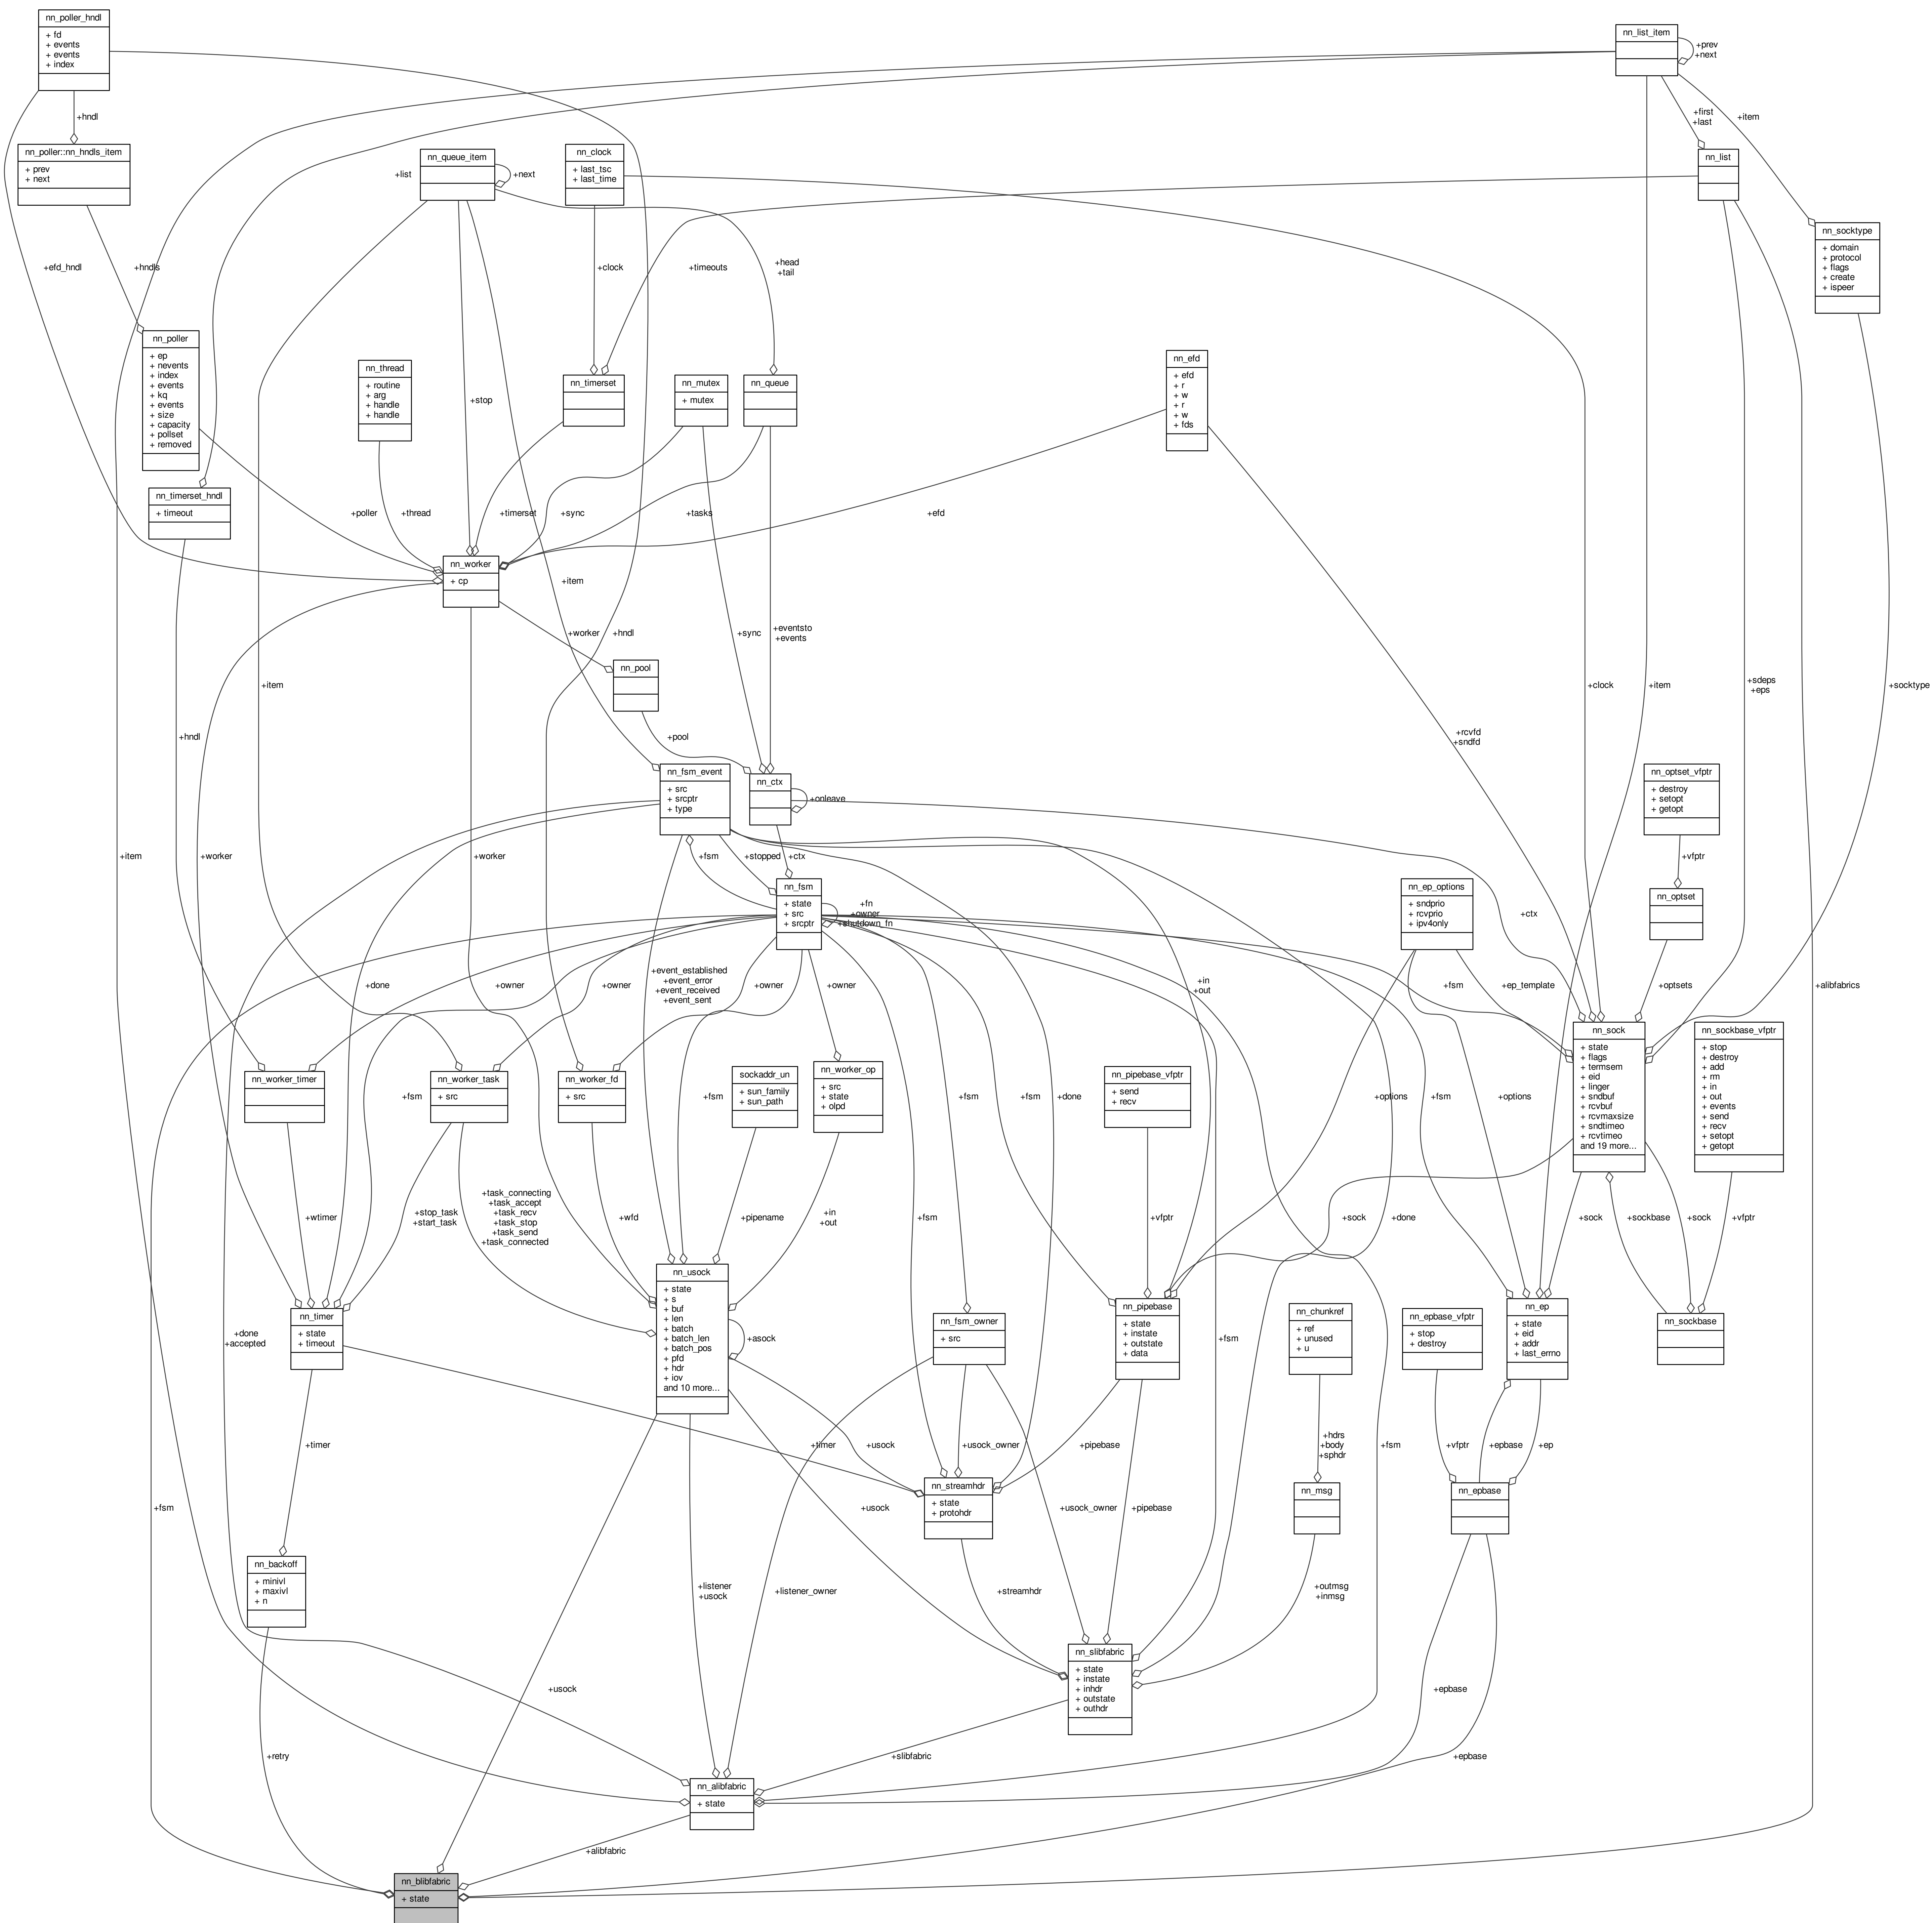 nn_poller_hndl
+ fd
+ events
+ events
+ index
nn_list_item
+prev
+next
+hndl
+first
+last
+item
nn_poller::nn_hndls_item
+ prev
+ next
+list
nn_queue_item
+next
nn_clock
+ last_tsc
+ last_time
nn_list
nn_socktype
+ domain
+ protocol
+ flags
+ create
+ ispeer
+efd_hndl
+hndls
+clock
+timeouts
+head
+tail
nn_poller
+ ep
+ nevents
+ index
+ events
+ kq
+ events
+ size
+ capacity
+ pollset
+ removed
nn_thread
+ routine
+ arg
+ handle
+ handle
+stop
nn_timerset
nn_mutex
+ mutex
nn_queue
nn_efd
+ efd
+ r
+ w
+ r
+ w
+ fds
nn_timerset_hndl
+ timeout
+poller
+thread
+timerset
+sync
+tasks
+efd
nn_worker
+ cp
+item
+worker
+hndl
+sync
+eventsto
+events
nn_pool
+item
+clock
+item
+sdeps
+eps
+socktype
+hndl
+pool
+rcvfd
+sndfd
nn_fsm_event
+ src
+ srcptr
+ type
nn_ctx
+onleave
nn_optset_vfptr
+ destroy
+ setopt
+ getopt
+item
+worker
+worker
+fsm
+stopped
+ctx
+vfptr
nn_fsm
+ state
+ src
+ srcptr
+fn
+owner
+shutdown_fn
nn_ep_options
+ sndprio
+ rcvprio
+ ipv4only
nn_optset
+ctx
+done
+owner
+owner
+event_established
+event_error
+event_received
+event_sent
+owner
+owner
+in
+out
+fsm
+ep_template
+optsets
+alibfabrics
nn_worker_timer
nn_worker_task
+ src
nn_worker_fd
+ src
sockaddr_un
+ sun_family
+ sun_path
nn_worker_op
+ src
+ state
+ olpd
nn_pipebase_vfptr
+ send
+ recv
nn_sock
+ state
+ flags
+ termsem
+ eid
+ linger
+ sndbuf
+ rcvbuf
+ rcvmaxsize
+ sndtimeo
+ rcvtimeo
and 19 more...
nn_sockbase_vfptr
+ stop
+ destroy
+ add
+ rm
+ in
+ out
+ events
+ send
+ recv
+ setopt
+ getopt
+fsm
+fsm
+fsm
+fsm
+done
+options
+fsm
+options
+wtimer
+stop_task
+start_task
+task_connecting
+task_accept
+task_recv
+task_stop
+task_send
+task_connected
+wfd
+pipename
+in
+out
+fsm
+vfptr
+sock
+done
+sock
+sockbase
+sock
+vfptr
nn_timer
+ state
+ timeout
nn_usock
+ state
+ s
+ buf
+ len
+ batch
+ batch_len
+ batch_pos
+ pfd
+ hdr
+ iov
and 10 more...
+asock
nn_fsm_owner
+ src
nn_pipebase
+ state
+ instate
+ outstate
+ data
nn_chunkref
+ ref
+ unused
+ u
nn_epbase_vfptr
+ stop
+ destroy
nn_ep
+ state
+ eid
+ addr
+ last_errno
nn_sockbase
+done
+accepted
+fsm
+timer
+timer
+usock
+usock_owner
+pipebase
+hdrs
+body
+sphdr
+fsm
+vfptr
+epbase
+ep
+fsm
+usock
nn_streamhdr
+ state
+ protohdr
+usock_owner
+pipebase
nn_msg
nn_epbase
nn_backoff
+ minivl
+ maxivl
+ n
+listener
+usock
+listener_owner
+streamhdr
+outmsg
+inmsg
nn_slibfabric
+ state
+ instate
+ inhdr
+ outstate
+ outhdr
+usock
+epbase
+retry
+slibfabric
+epbase
nn_alibfabric
+ state
+alibfabric
nn_blibfabric
+ state